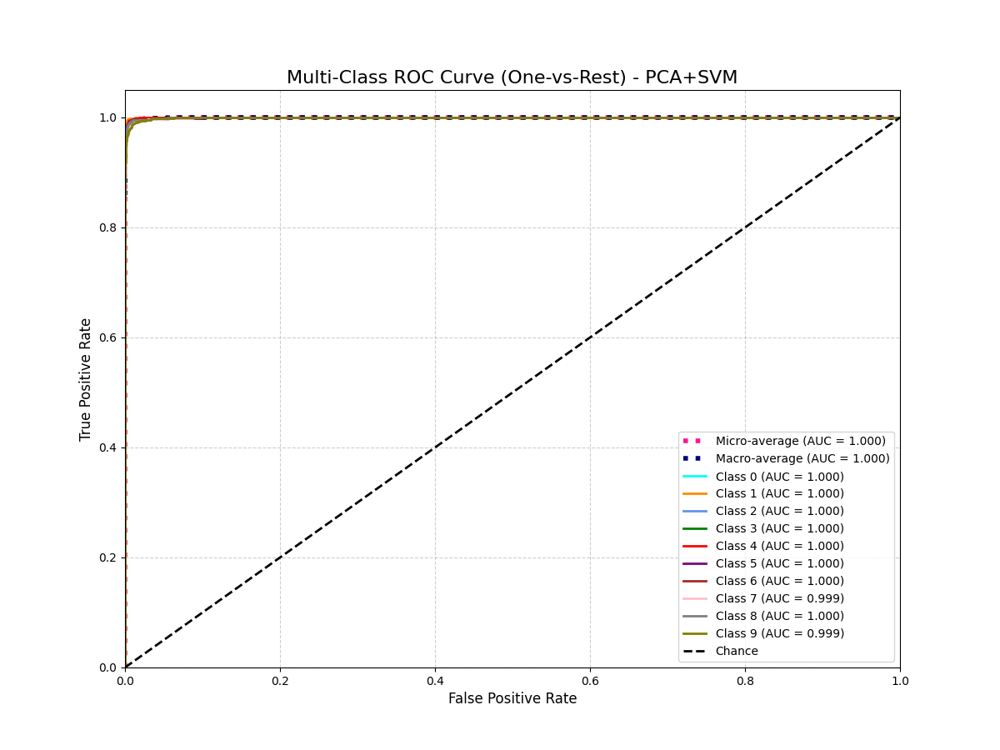 Multi-Class ROC Curve (One-vs-Rest) - PCA+SVM
1.0
0.8
0.6
0.4
0.2
0.0
True Positive Rate
Micro-average (AUC = 1.000)
Macro-average (AUC = 1.000)
Class 0 (AUC = 1.000)
Class 1 (AUC = 1.000)
Class 2 (AUC = 1.000)
Class 3 (AUC = 1.000)
Class 4 (AUC = 1.000)
Class 5 (AUC = 1.000)
Class 6 (AUC = 1.000)
Class 7 (AUC = 0.999)
Class 8 (AUC = 1.000)
Class 9 (AUC = 0.999)
Chance
0.0 0.2 0.4 0.6 0.8 1.0
False Positive Rate